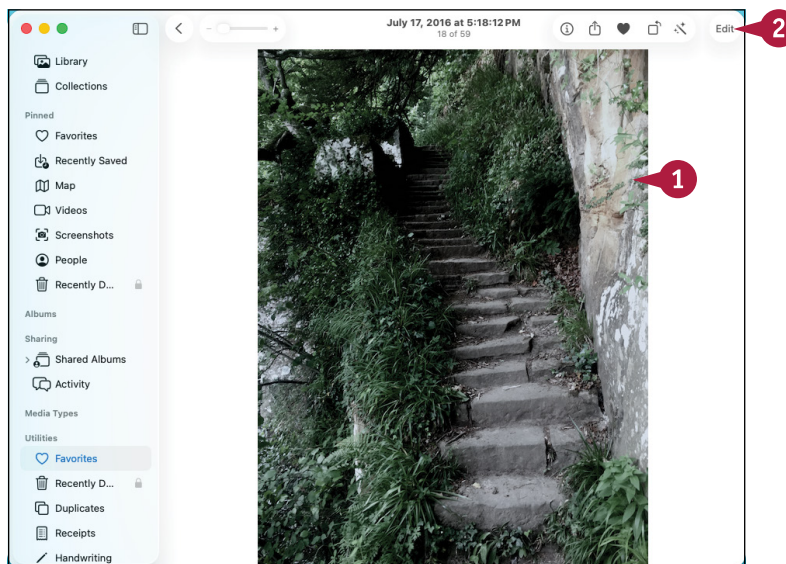 July 17, 2016 at 5:18:12 PM
18 of 59
Edit
2
Library
Collections
Pinned
Favorites
Recently Saved
Map
Videos
Screenshots
People
Recently D...
Albums
Sharing
Shared Albums
Activity
Media Types
Utilities
Favorites
Recently D...
Duplicates
Receipts
Handwriting
1